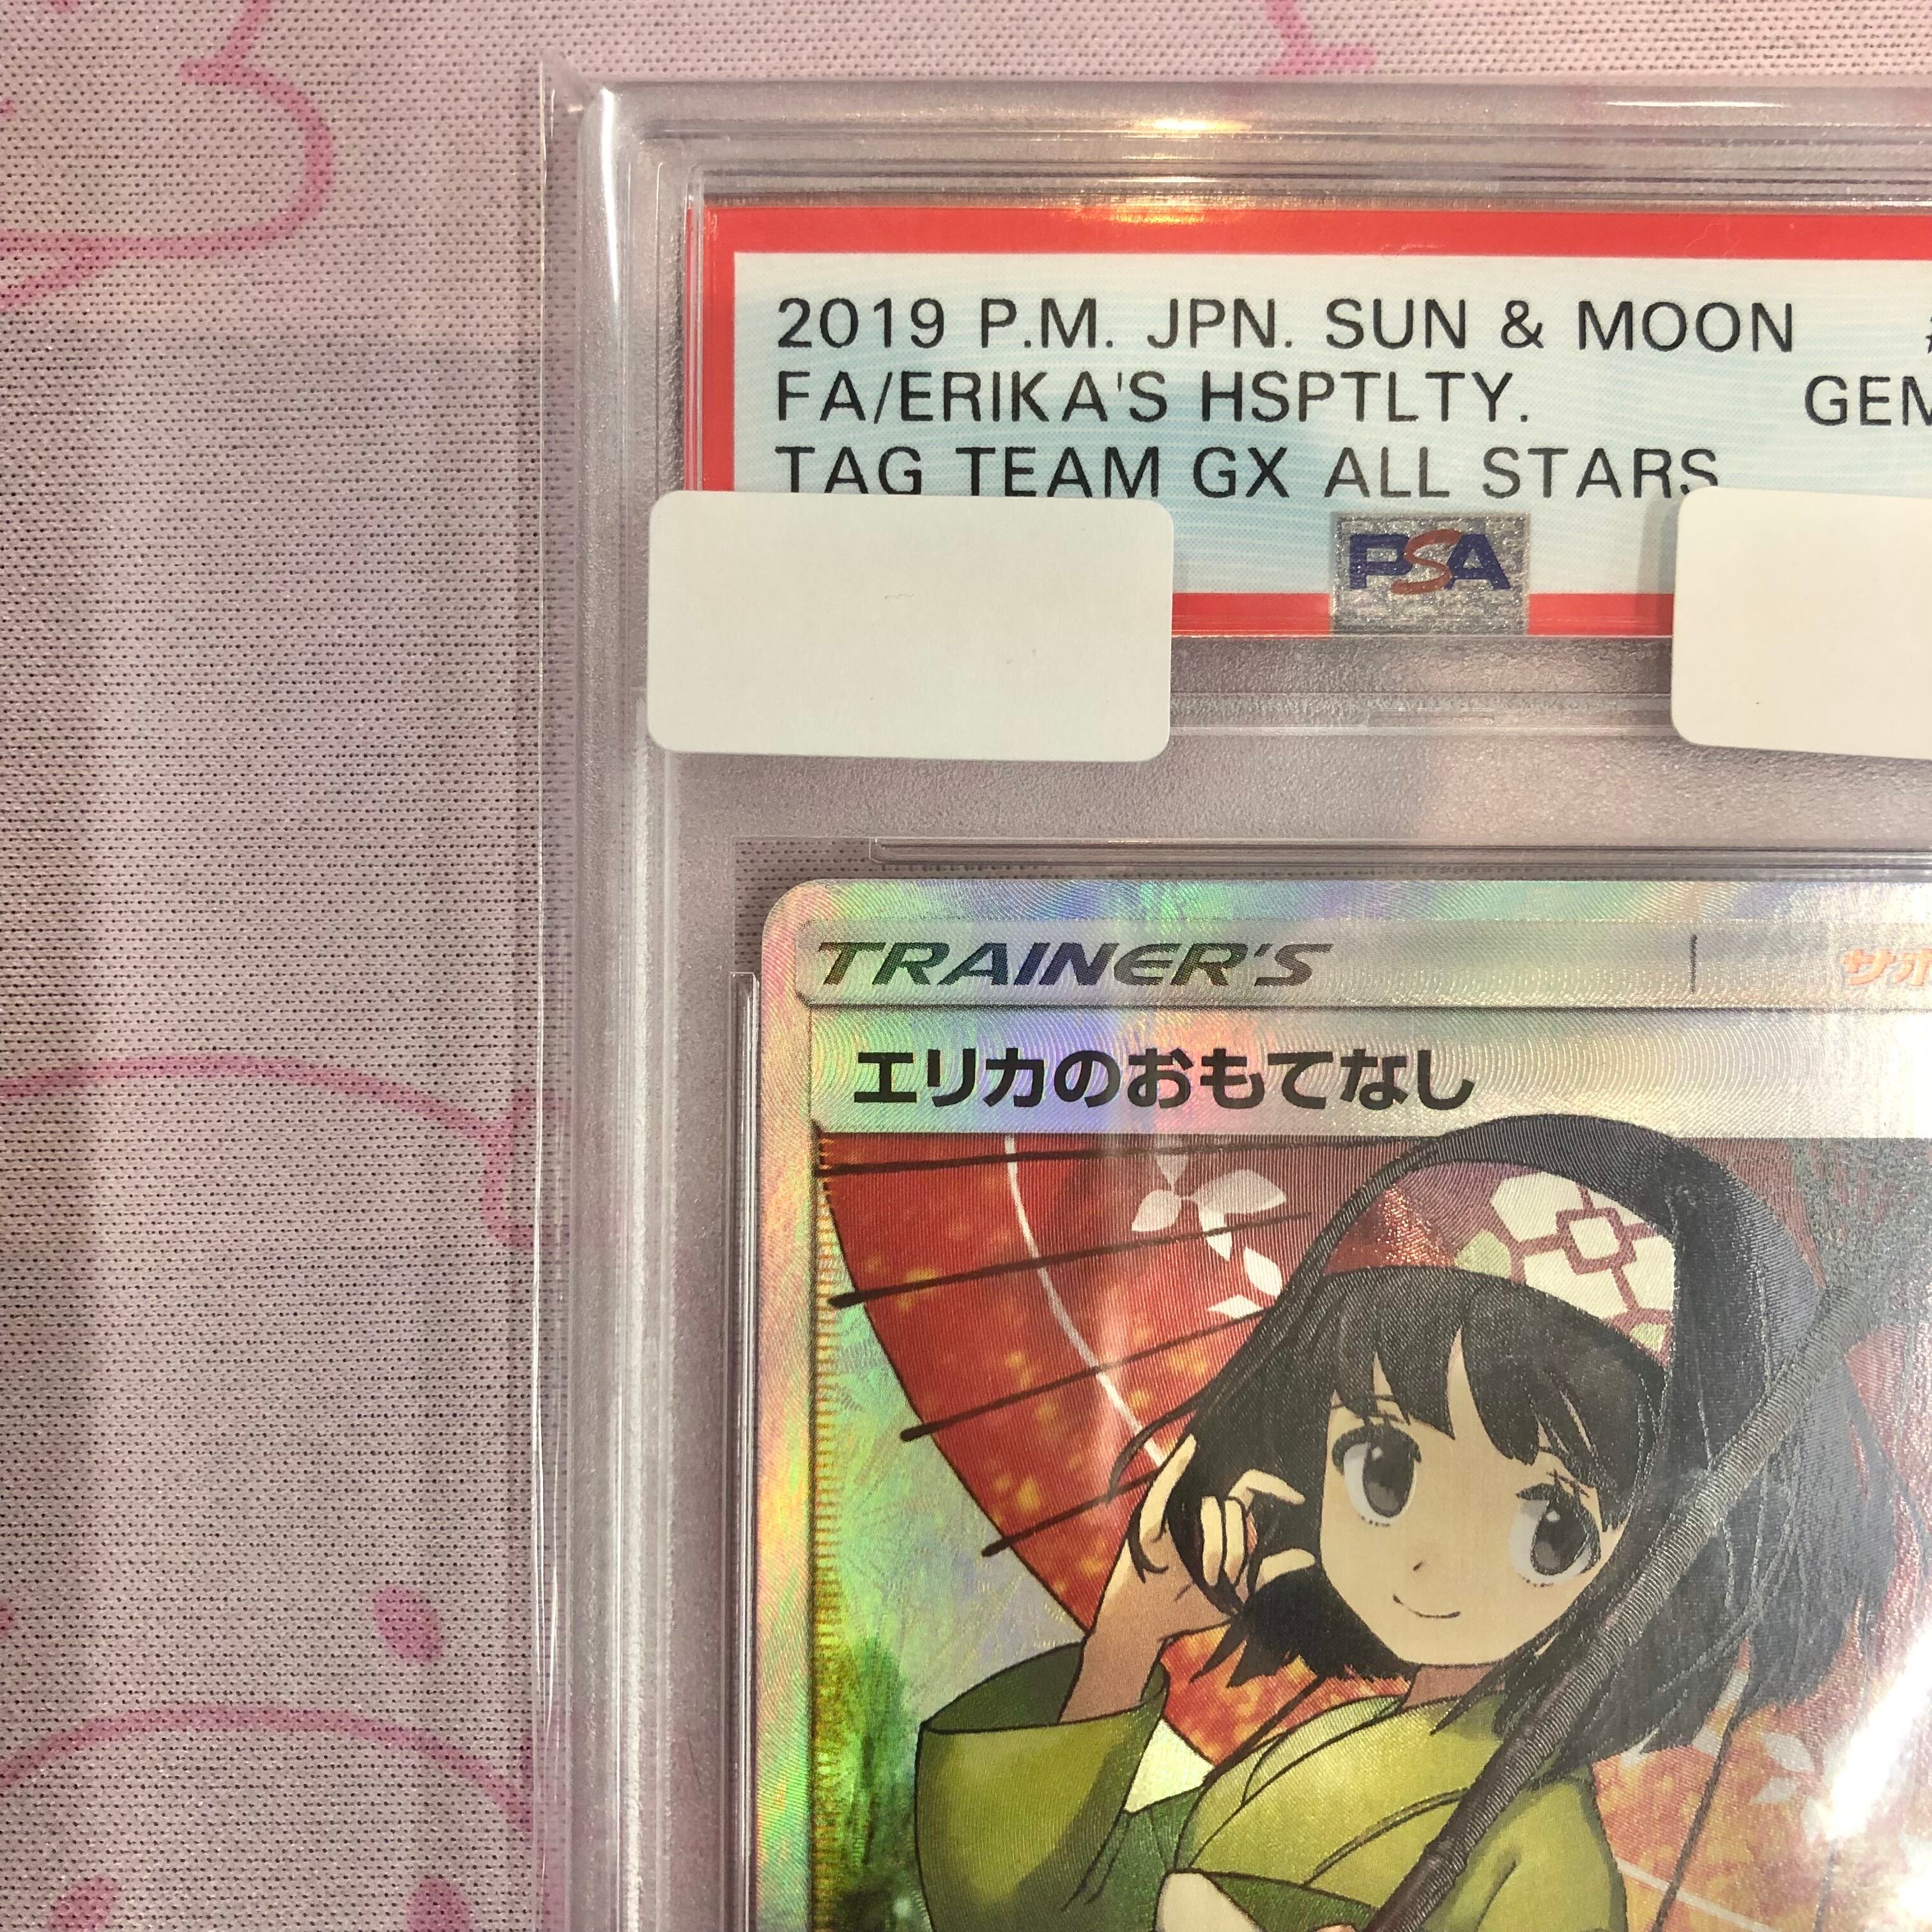 2019 P.M. JPN. SUN & MOON
FA/ERIKA'S HSPTLTY. GEM
TAG TEAM GX ALL STARS
PSA
TRAINER'S
エリカのおもてなし